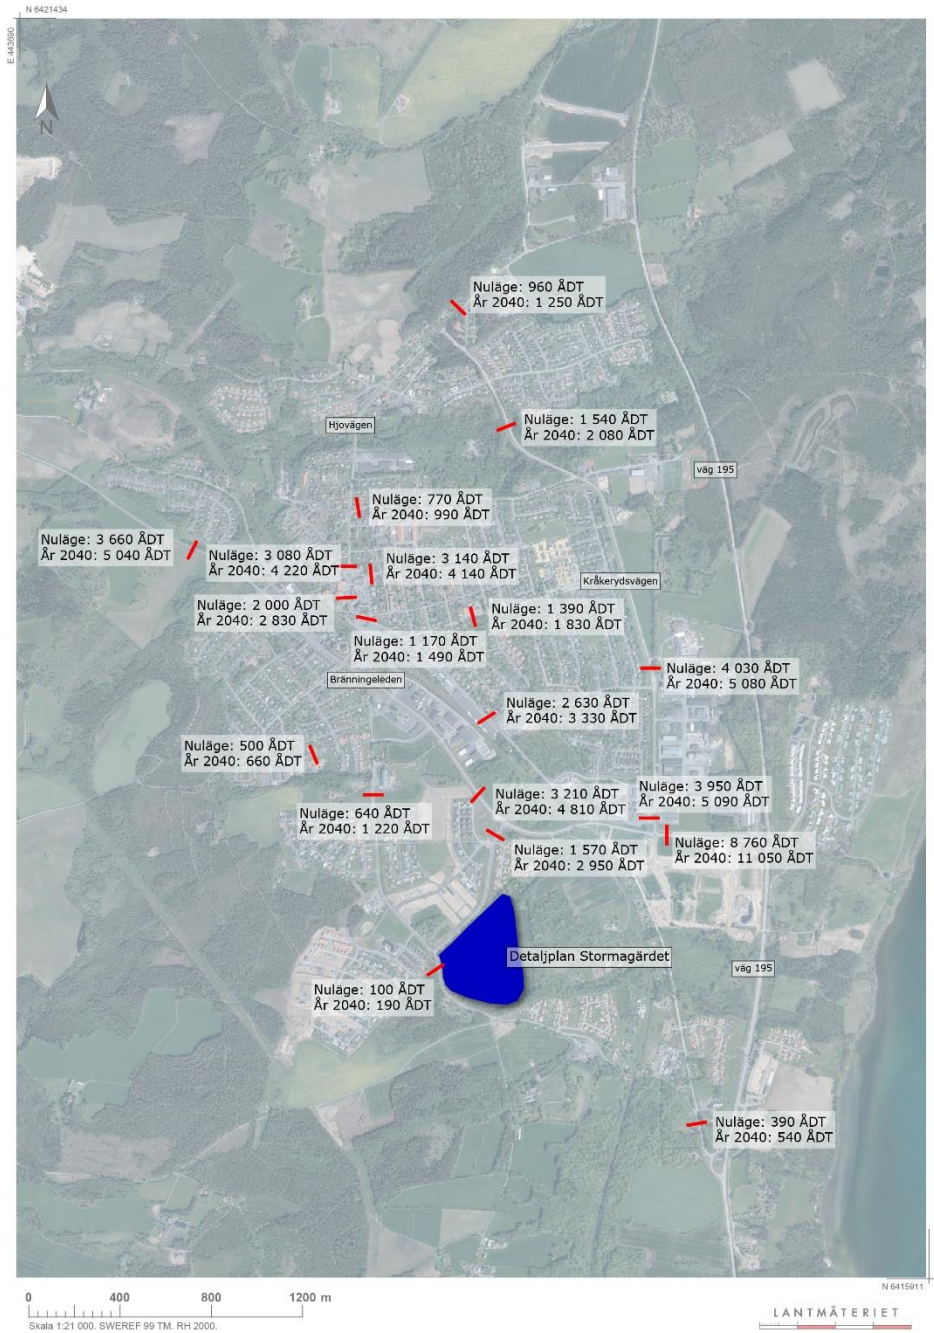 N 6421434
E 443690
N
Nuläge: 960 ÅDT
År 2040: 1 250 ÅDT
Nuläge: 1 540 ÅDT
År 2040: 2 080 ÅDT
Hjovägen
väg 195
Nuläge: 770 ÅDT
År 2040: 990 ÅDT
Nuläge: 3 660 ÅDT
År 2040: 5 040 ÅDT
Nuläge: 3 080 ÅDT
År 2040: 4 220 ÅDT
Nuläge: 3 140 ÅDT
År 2040: 4 140 ÅDT
Kråkerydsvägen
Nuläge: 2 000 ÅDT
År 2040: 2 830 ÅDT
Nuläge: 1 390 ÅDT
År 2040: 1 830 ÅDT
Nuläge: 1 170 ÅDT
År 2040: 1 490 ÅDT
Bränningeleden
Nuläge: 4 030 ÅDT
År 2040: 5 080 ÅDT
Nuläge: 2 630 ÅDT
År 2040: 3 330 ÅDT
Nuläge: 500 ÅDT
År 2040: 660 ÅDT
Nuläge: 3 210 ÅDT
År 2040: 4 810 ÅDT
Nuläge: 3 950 ÅDT
År 2040: 5 090 ÅDT
Nuläge: 640 ÅDT
År 2040: 1 220 ÅDT
Nuläge: 1 570 ÅDT
År 2040: 2 950 ÅDT
Nuläge: 8 760 ÅDT
År 2040: 11 050 ÅDT
Detaljplan Stormagärdet
väg 195
Nuläge: 100 ÅDT
År 2040: 190 ÅDT
Nuläge: 390 ÅDT
År 2040: 540 ÅDT
N 6415911
0 400 800 1200 m
Skala 1:21 000. SWEREF 99 TM. RH 2000.
LANTMÄTERIET